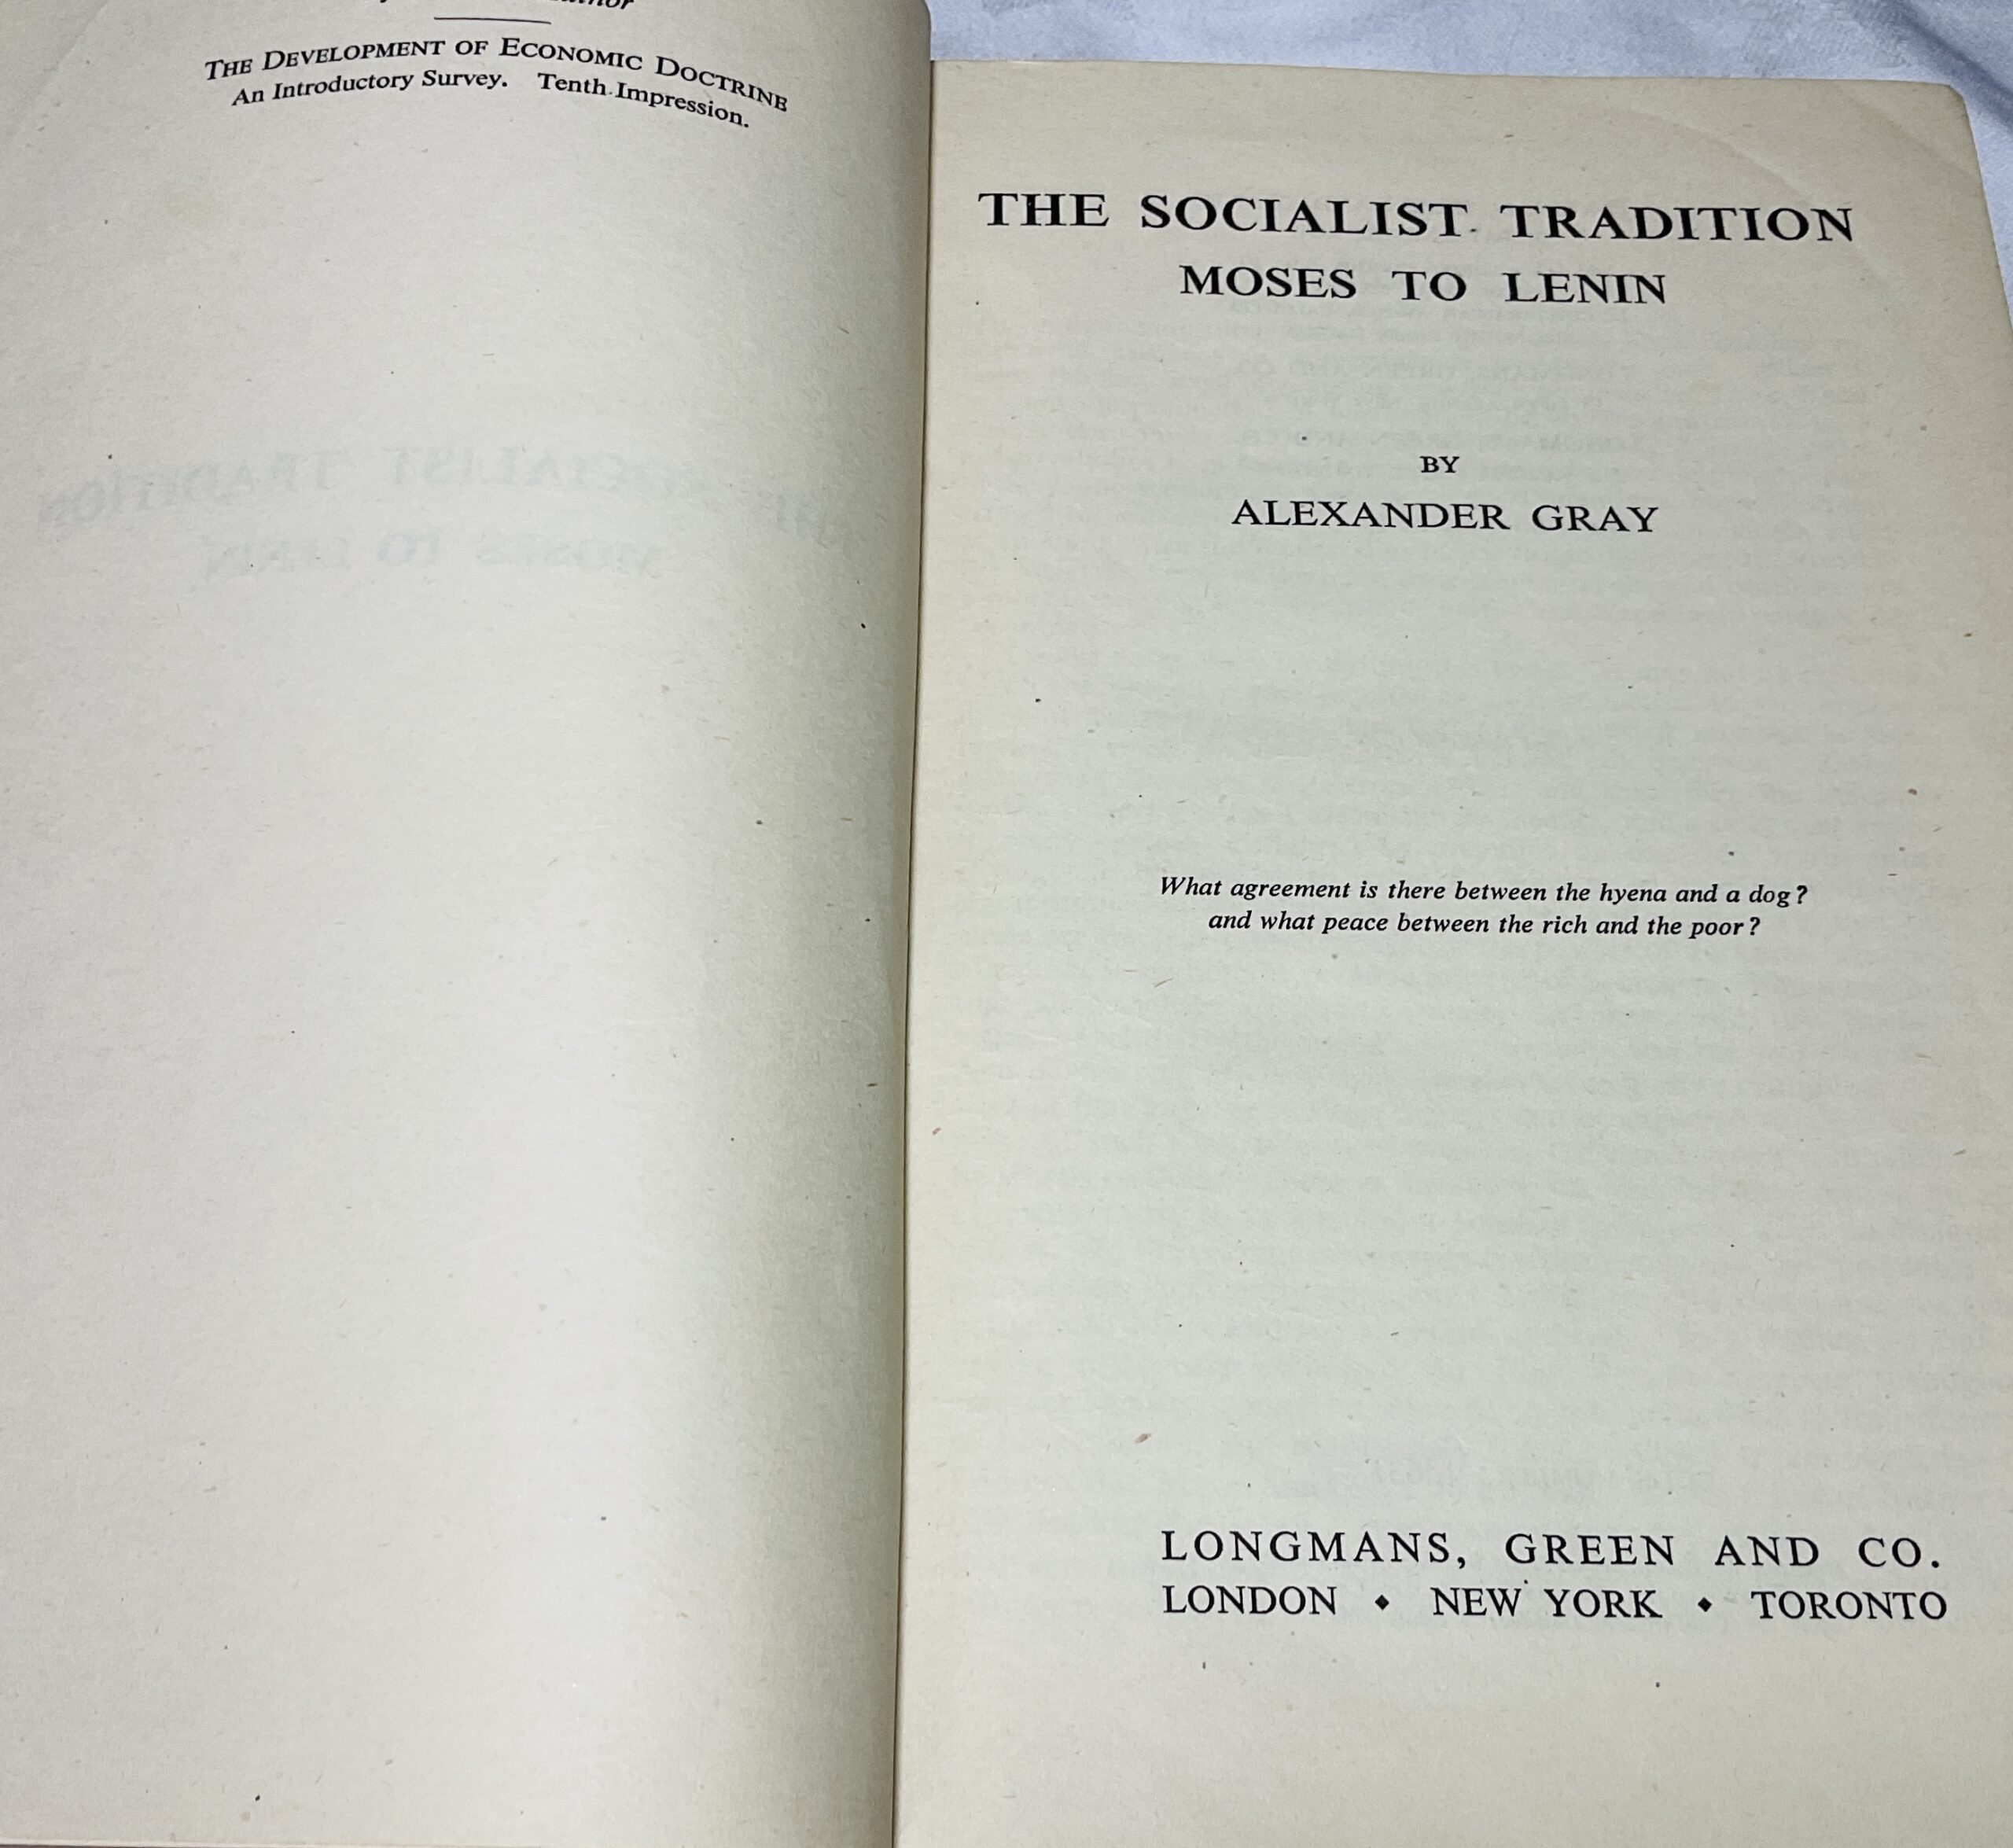 THE DEVELOPMENT OF ECONOMIC DOCTRINE
An Introductory Survey. Tenth Impression.
THE SOCIALIST TRADITION
MOSES TO LENIN
BY
ALEXANDER GRAY
What agreement is there between the hyena and a dog?
and what peace between the rich and the poor?
LONGMANS, GREEN AND CO.
LONDON ◆ NEW YORK ◆ TORONTO